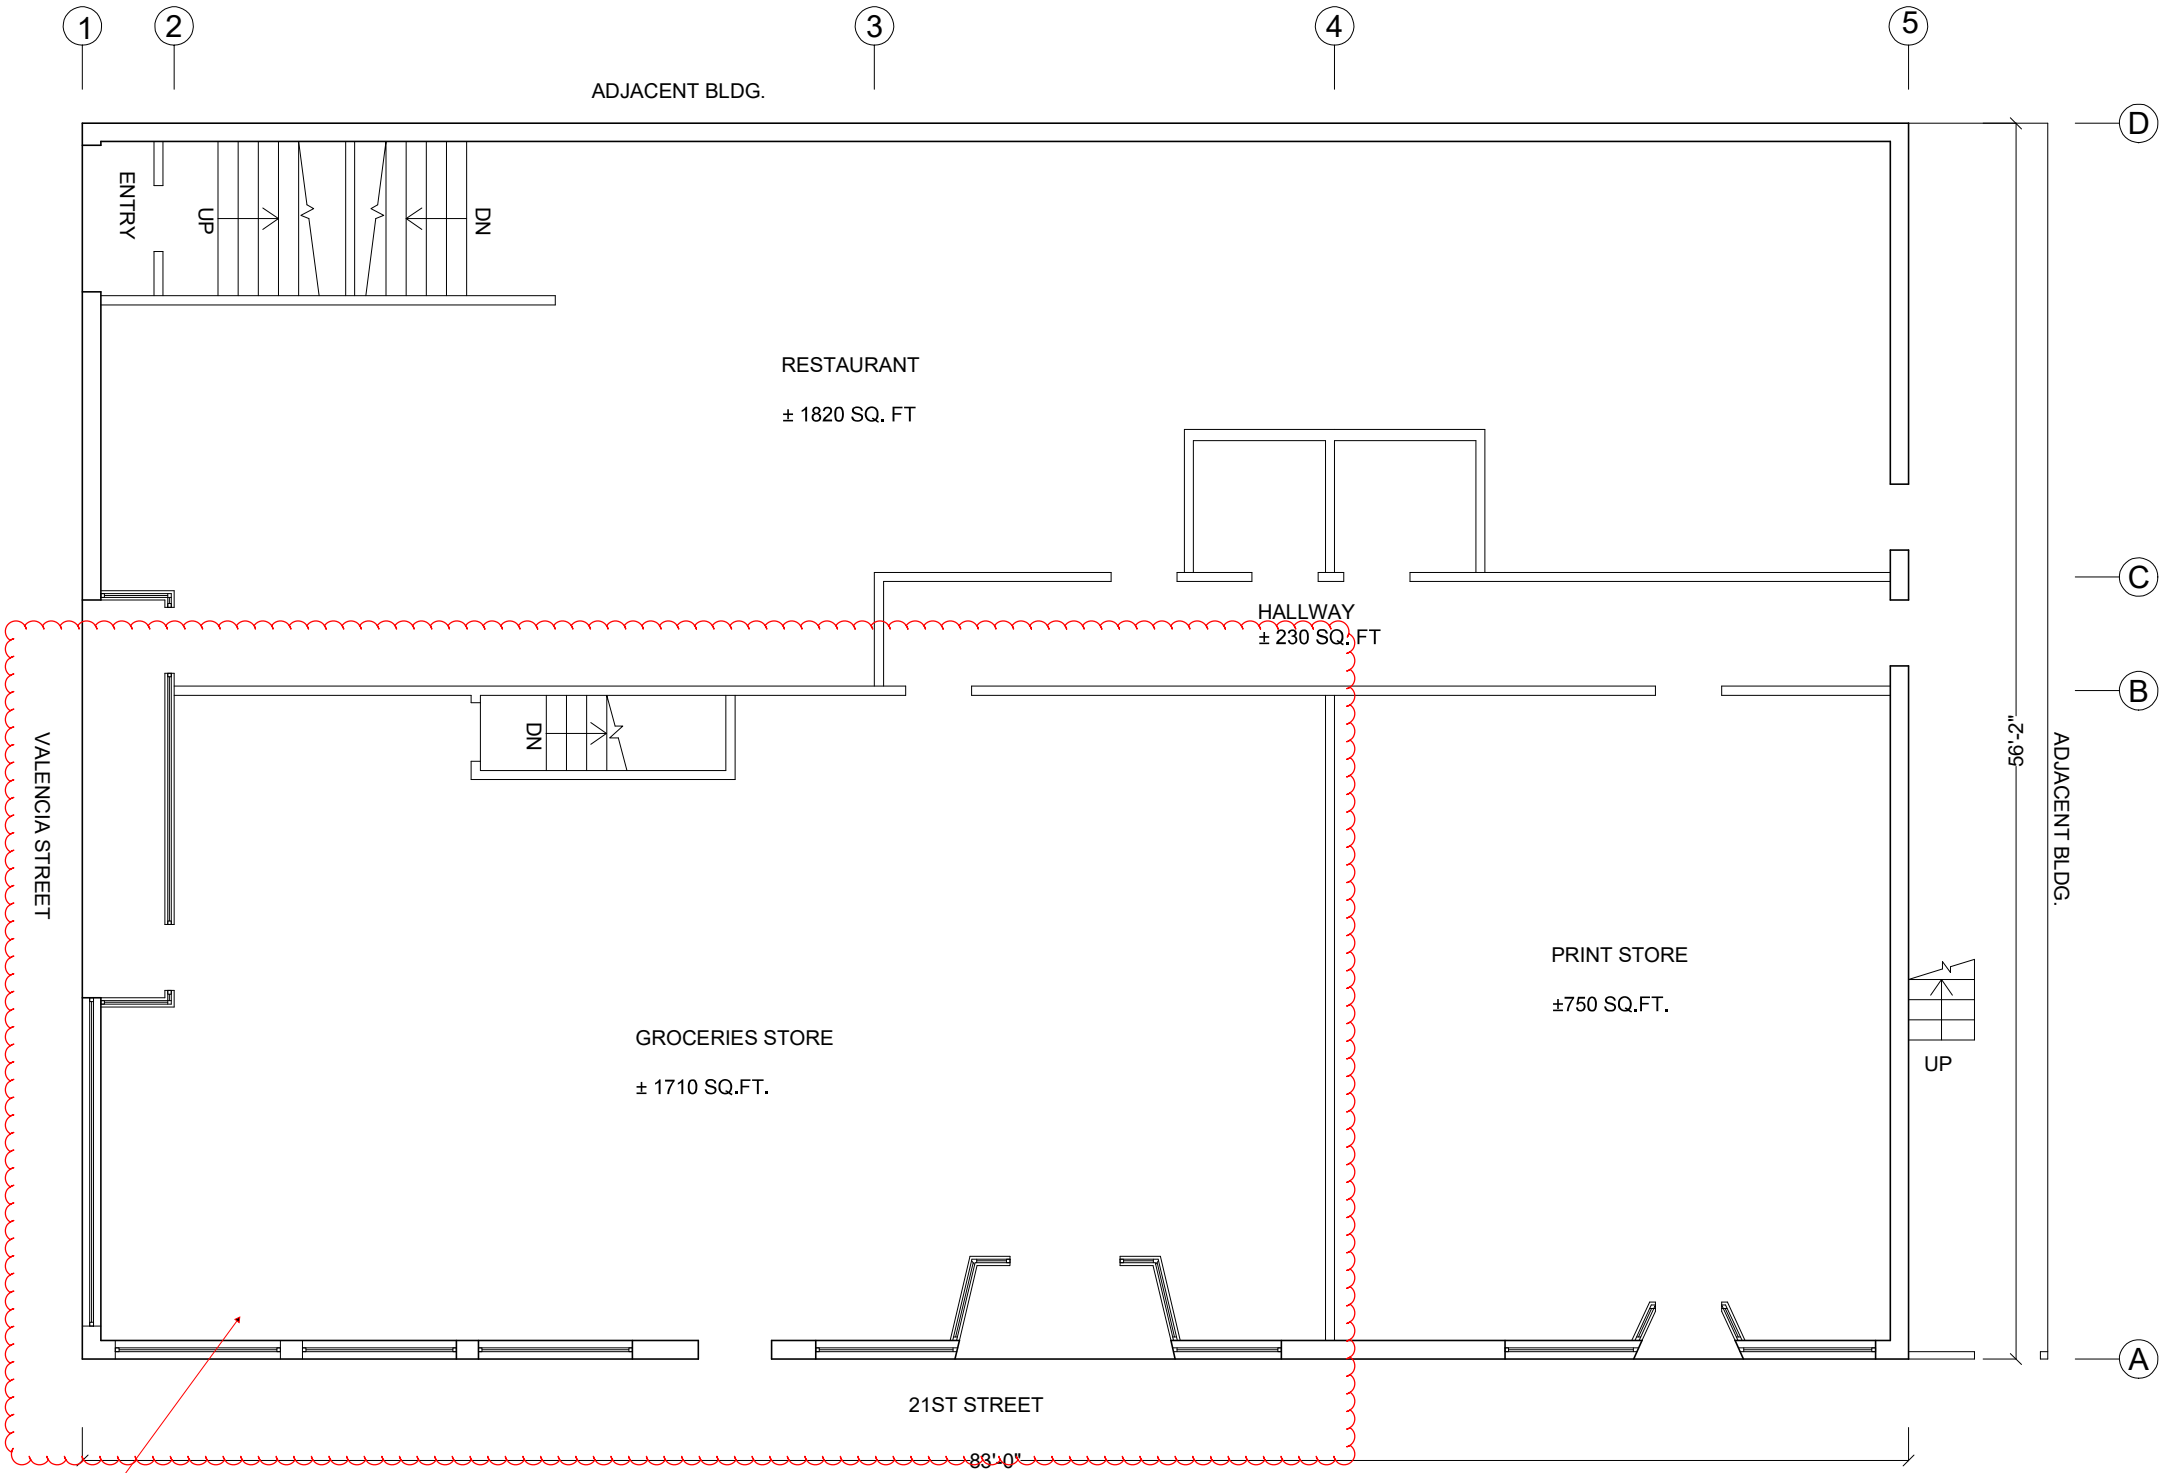 1
2
3
4
5
ADJACENT BLDG.
D
ENTRY
UP
DN
RESTAURANT
± 1820 SQ. FT
C
HALLWAY
± 230 SQ. FT
B
DN
56'-2"
VALENCIA STREET
ADJACENT BLDG.
PRINT STORE
±750 SQ.FT.
GROCERIES STORE
± 1710 SQ.FT.
UP
A
21ST STREET
83'-0"